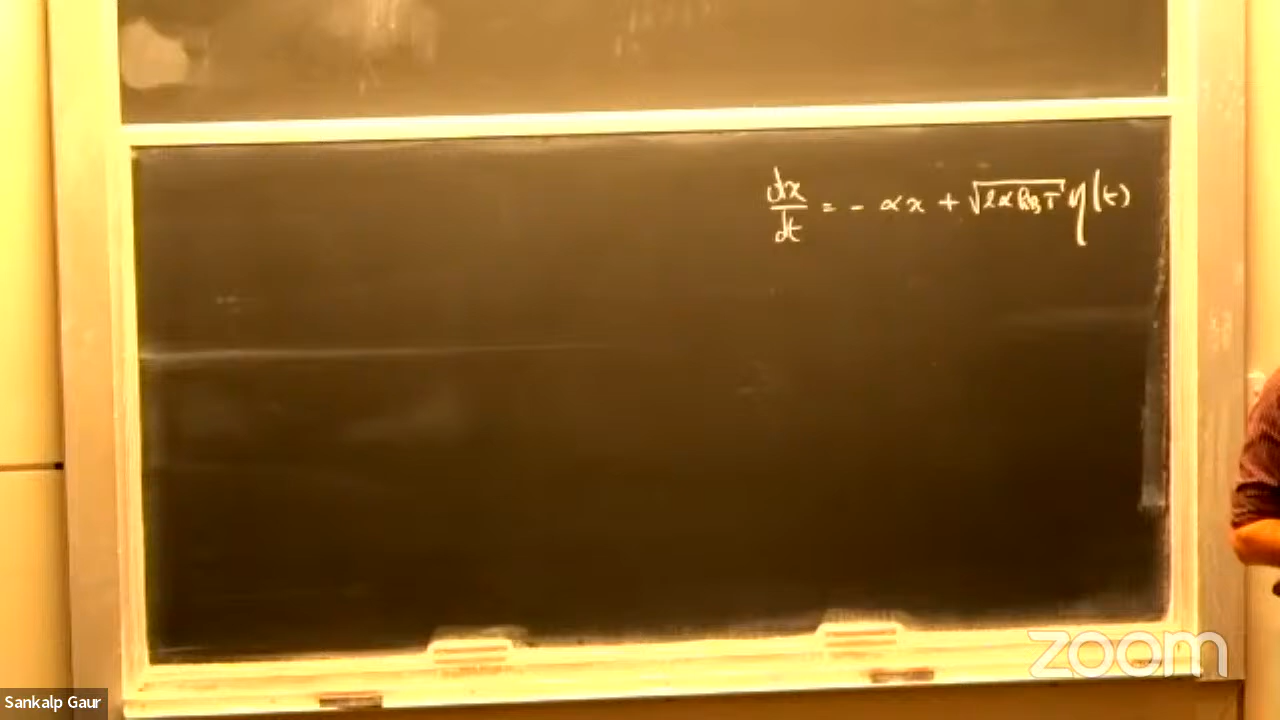 dx/dt = - αx + √(2αk_BT) η(t)
zoom
Sankalp Gaur